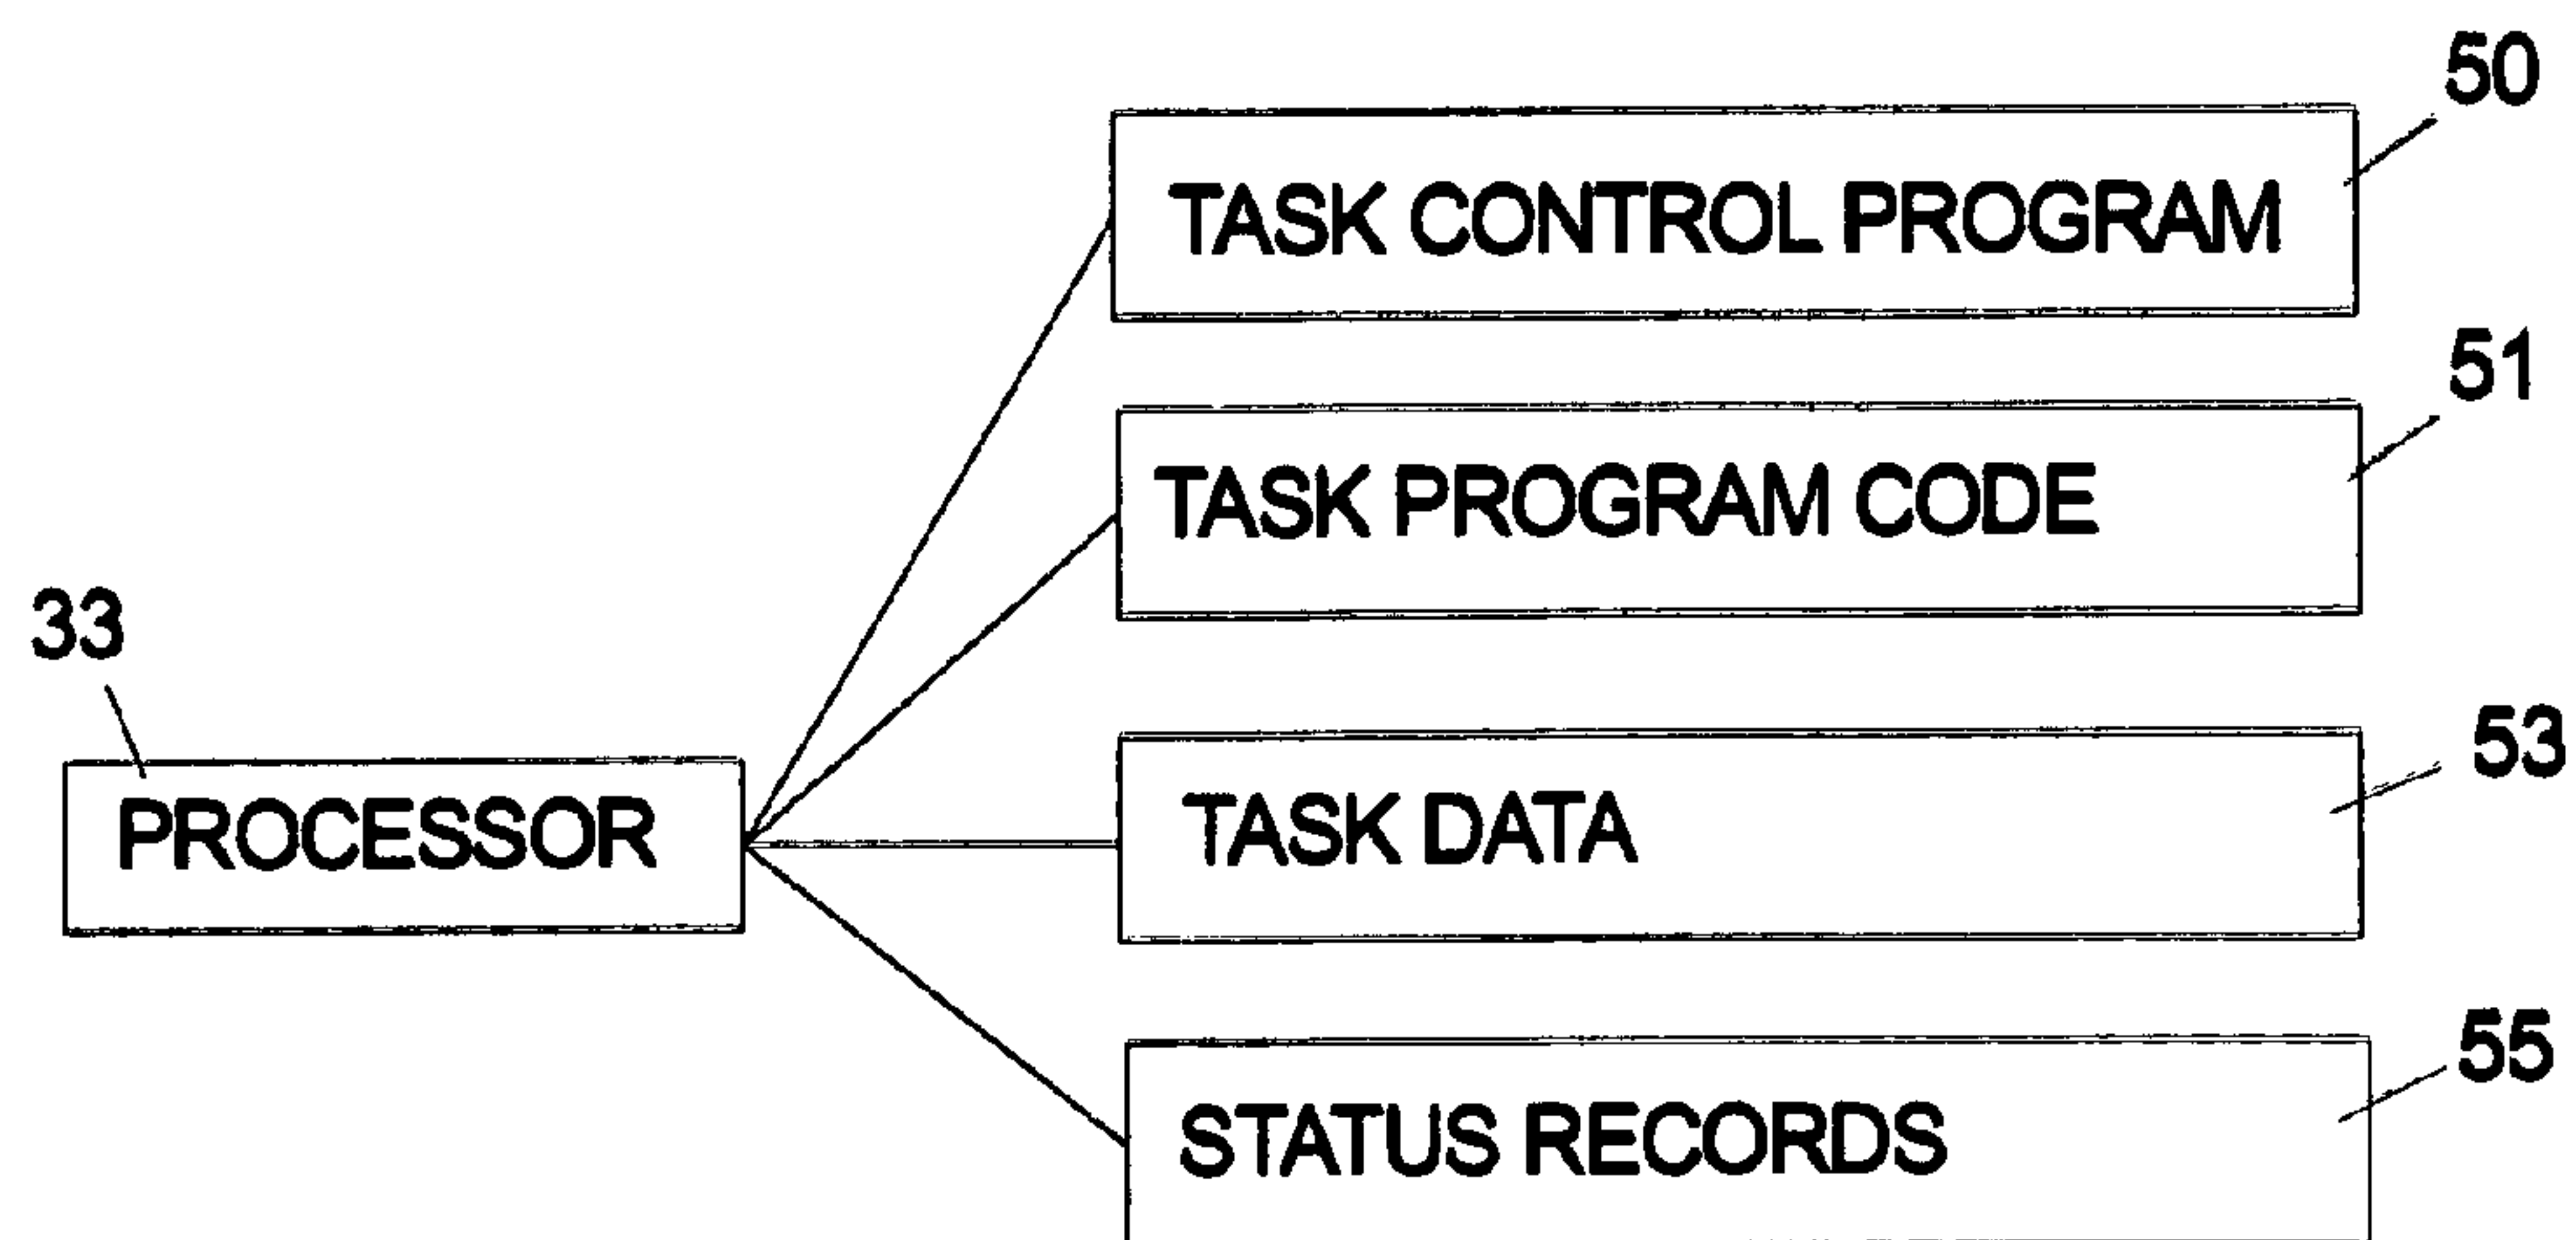 50
TASK CONTROL PROGRAM
51
TASK PROGRAM CODE
33
PROCESSOR
53
TASK DATA
55
STATUS RECORDS